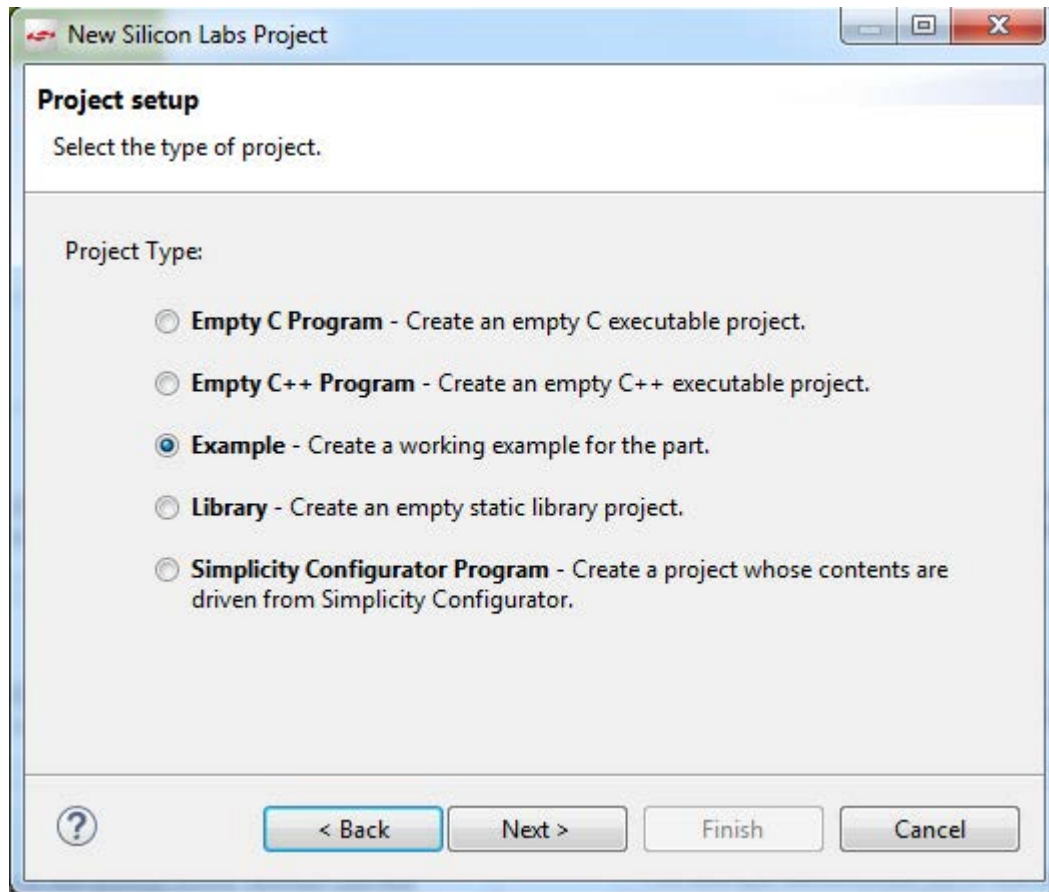 New Silicon Labs Project
Project setup
Select the type of project.
Project Type:
Empty C Program - Create an empty C executable project.
Empty C++ Program - Create an empty C++ executable project.
Example - Create a working example for the part.
Library - Create an empty static library project.
Simplicity Configurator Program - Create a project whose contents are
driven from Simplicity Configurator.
? < Back Next > Finish Cancel